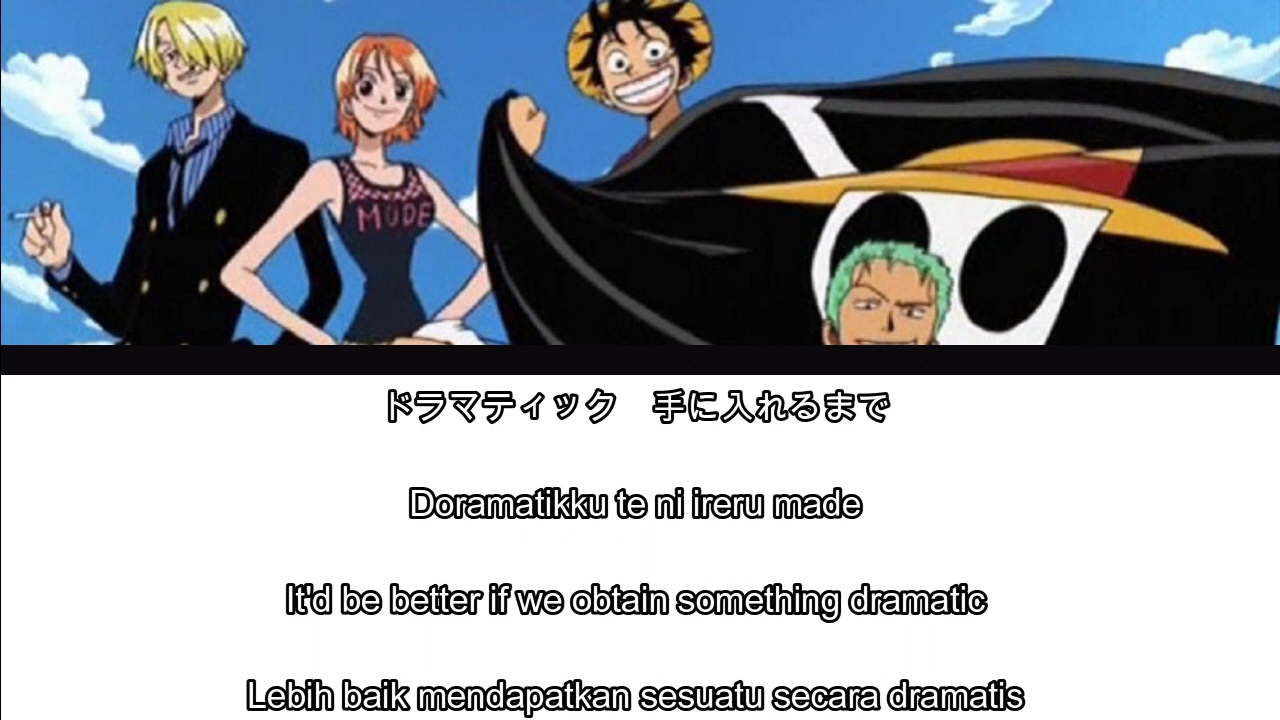 MUDE
ドラマティック　手に入れるまで
Doramatikku te ni ireru made
It'd be better if we obtain something dramatic
Lebih baik mendapatkan sesuatu secara dramatis